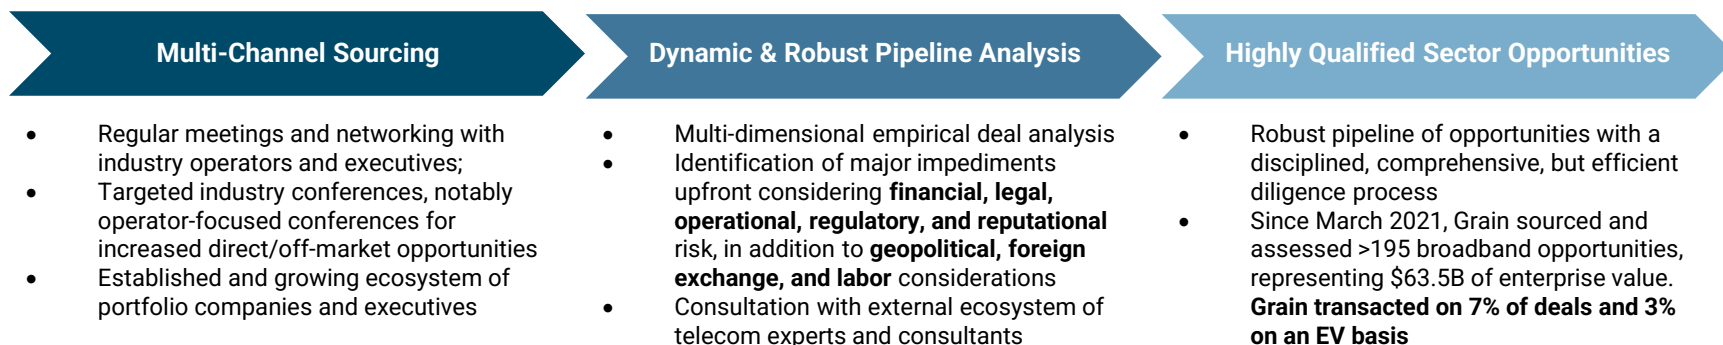 Multi-Channel Sourcing
• Regular meetings and networking with
industry operators and executives;
• Targeted industry conferences, notably
operator-focused conferences for
increased direct/off-market opportunities
• Established and growing ecosystem of
portfolio companies and executives
Dynamic & Robust Pipeline Analysis
• Multi-dimensional empirical deal analysis
• Identification of major impediments
upfront considering financial, legal,
operational, regulatory, and reputational
risk, in addition to geopolitical, foreign
exchange, and labor considerations
• Consultation with external ecosystem of
telecom experts and consultants
Highly Qualified Sector Opportunities
• Robust pipeline of opportunities with a
disciplined, comprehensive, but efficient
diligence process
• Since March 2021, Grain sourced and
assessed >195 broadband opportunities,
representing $63.5B of enterprise value.
Grain transacted on 7% of deals and 3%
on an EV basis